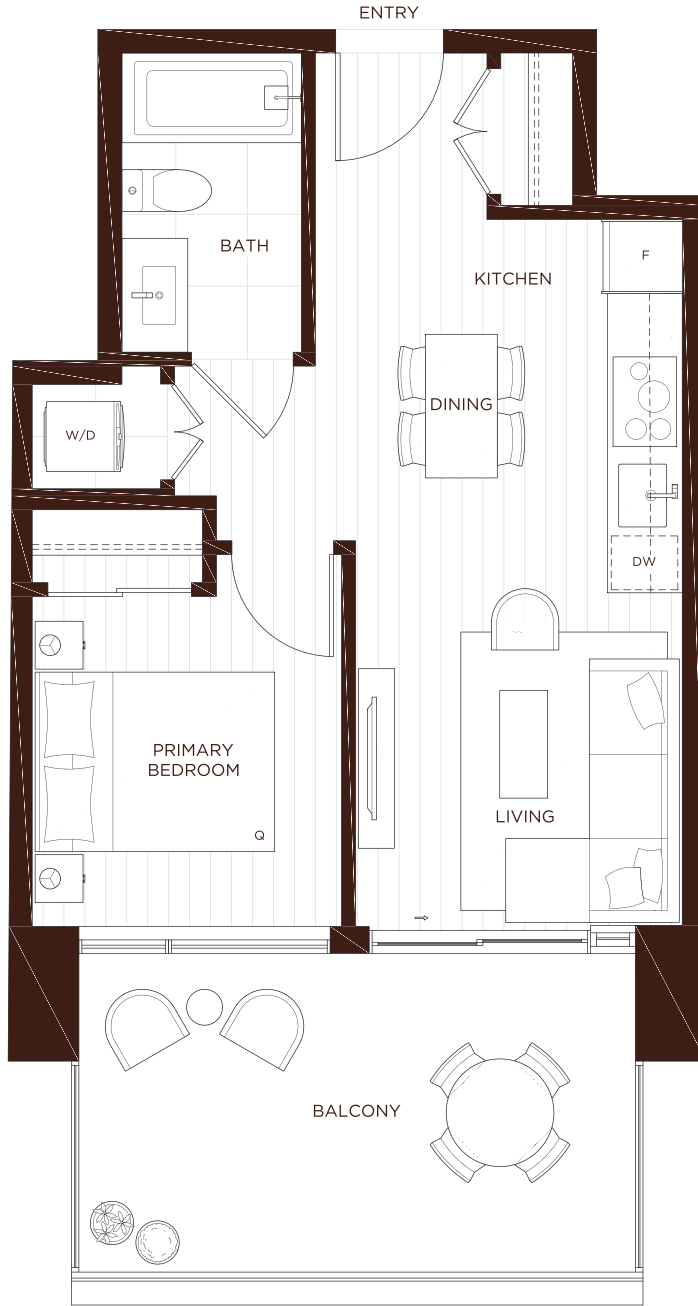 ENTRY
BATH
F
KITCHEN
DINING
W/D
DW
PRIMARY
BEDROOM
LIVING
Q
BALCONY